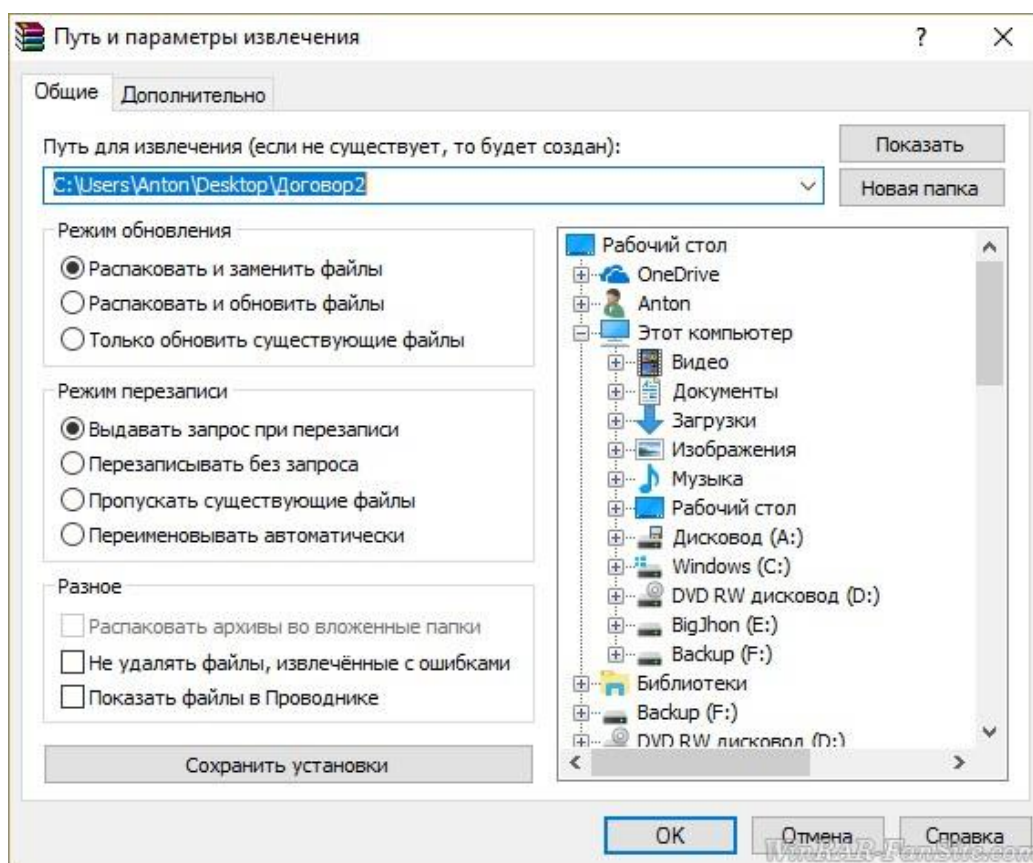 Путь и параметры извлечения
Общие
Дополнительно
Путь для извлечения (если не существует, то будет создан):
Показать
C:\Users\Anton\Desktop\Договор2
Новая папка
Режим обновления
Распаковать и заменить файлы
Распаковать и обновить файлы
Только обновить существующие файлы
Режим перезаписи
Выдавать запрос при перезаписи
Перезаписывать без запроса
Пропускать существующие файлы
Переименовывать автоматически
Разное
Распаковать архивы во вложенные папки
Не удалять файлы, извлечённые с ошибками
Показать файлы в Проводнике
Сохранить установки
Рабочий стол
OneDrive
Anton
Этот компьютер
Видео
Документы
Загрузки
Изображения
Музыка
Рабочий стол
Дисковод (A:)
Windows (C:)
DVD RW дисковод (D:)
BigJhon (E:)
Backup (F:)
Библиотеки
Backup (F:)
DVD RW дисковод (D:)
OK
Отмена
Справка
WinRAR-FanSite.com